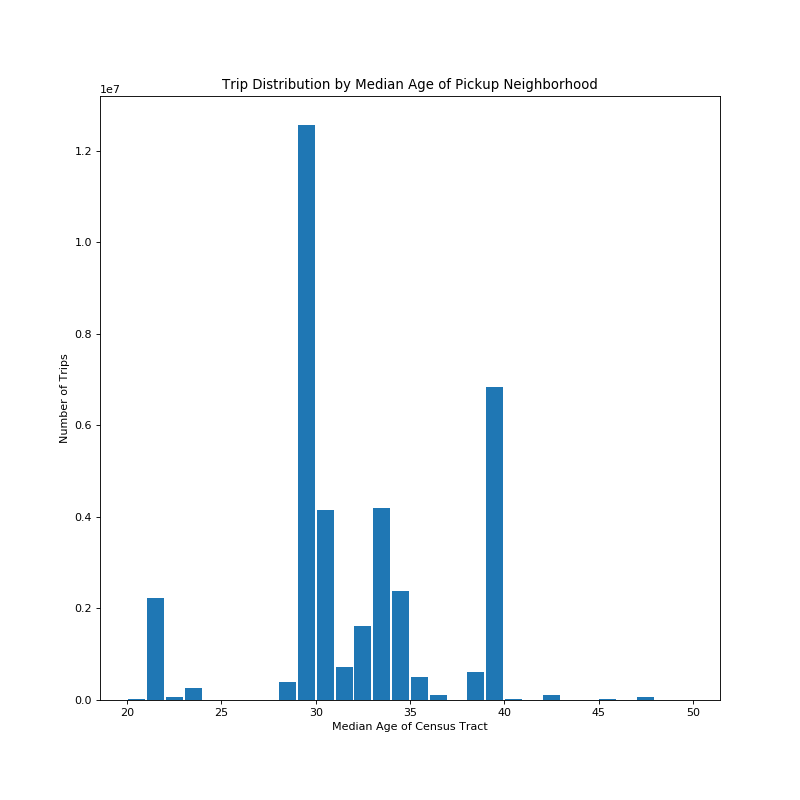 Trip Distribution by Median Age of Pickup Neighborhood
1e7
1.2
1.0
0.8
0.6
0.4
0.2
0.0
Number of Trips
20 25 30 35 40 45 50
Median Age of Census Tract